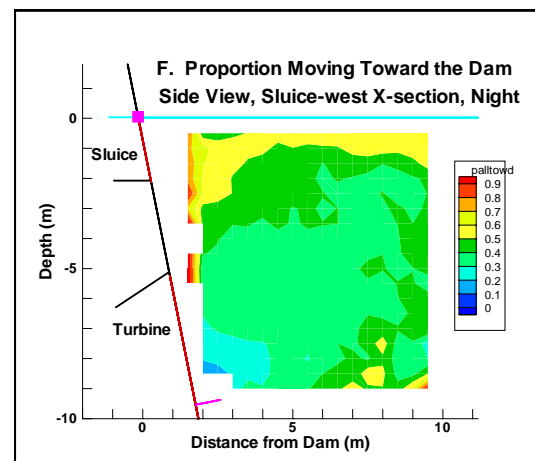 F. Proportion Moving Toward the Dam
Side View, Sluice-west X-section, Night
0
Sluice
Depth (m)
-5
Turbine
-10
0
5
10
Distance from Dam (m)
palltowd
0.9
0.8
0.7
0.6
0.5
0.4
0.3
0.2
0.1
0